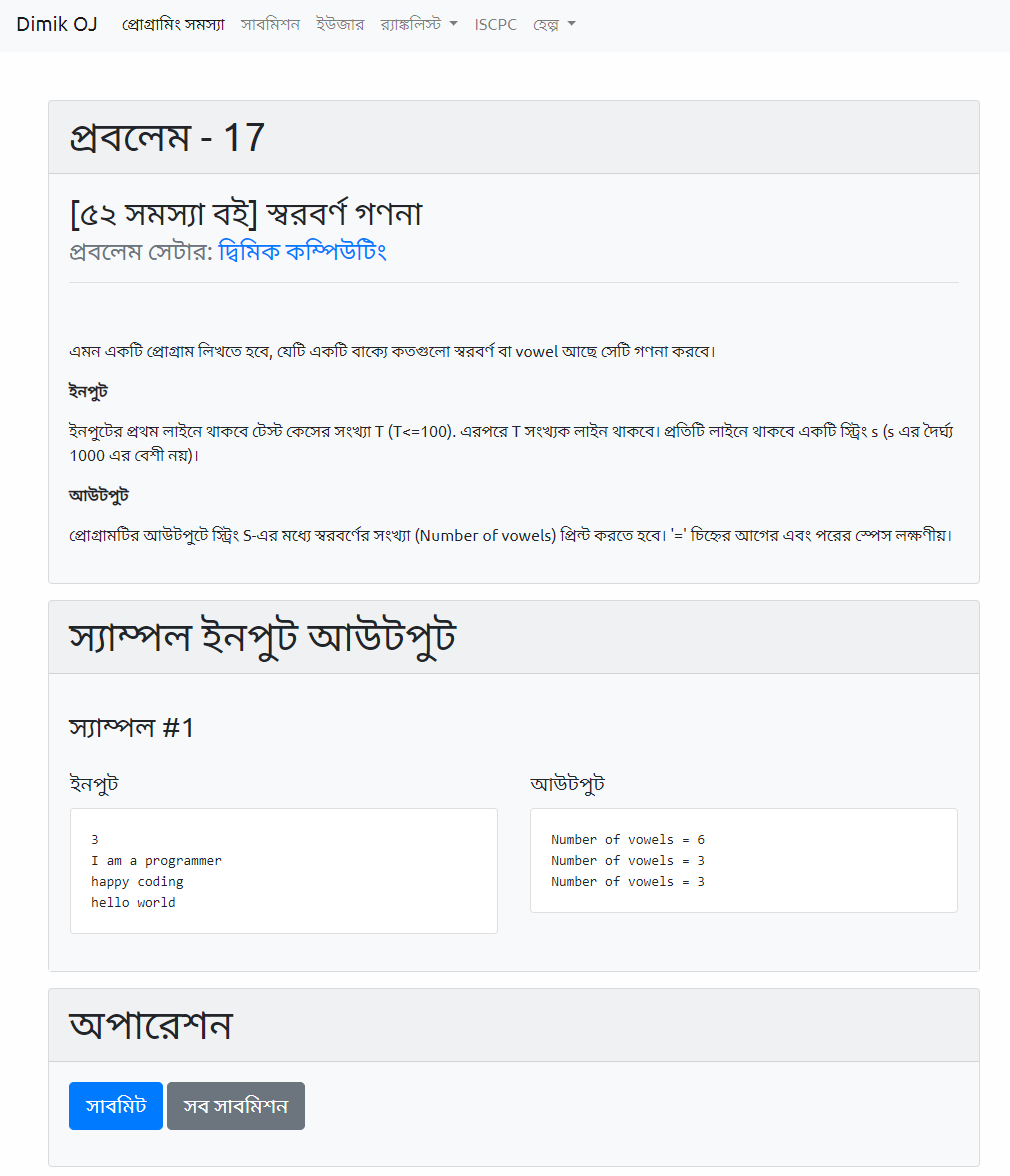 Dimik OJ প্রোগ্রামিং সমস্যা সাবমিশন ইউজার র‍্যাঙ্কলিস্ট ISCPC হেল্প
প্রবলেম - 17
[৫২ সমস্যা বই] স্বরবর্ণ গণনা
প্রবলেম সেটার: দ্বিমিক কম্পিউটিং
এমন একটি প্রোগ্রাম লিখতে হবে, যেটি একটি বাক্যে কতগুলো স্বরবর্ণ বা vowel আছে সেটি গণনা করবে।
ইনপুট
ইনপুটের প্রথম লাইনে থাকবে টেস্ট কেসের সংখ্যা T (T<=100). এরপরে T সংখ্যক লাইন থাকবে। প্রতিটি লাইনে থাকবে একটি স্ট্রিং s (s এর দৈর্ঘ্য
1000 এর বেশী নয়)।
আউটপুট
প্রোগ্রামটির আউটপুটে স্ট্রিং S-এর মধ্যে স্বরবর্ণের সংখ্যা (Number of vowels) প্রিন্ট করতে হবে। '=' চিহ্নের আগের এবং পরের স্পেস লক্ষণীয়।
স্যাম্পল ইনপুট আউটপুট
স্যাম্পল #1
ইনপুট
3
I am a programmer
happy coding
hello world
আউটপুট
Number of vowels = 6
Number of vowels = 3
Number of vowels = 3
অপারেশন
সাবমিট সব সাবমিশন